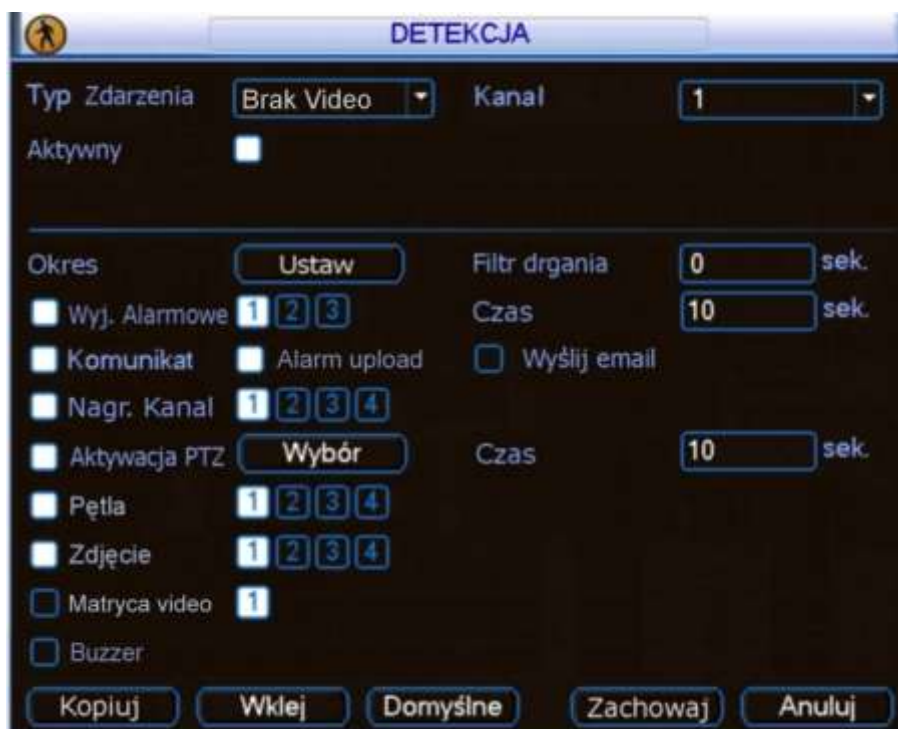 DETEKCJA
Typ Zdarzenia Brak Video Kanał 1
Aktywny
Okres Ustaw Filtr drgania 0 sek.
Wyj. Alarmowe 1 2 3 Czas 10 sek.
Komunikat Alarm upload Wyślij email
Nagr. Kanał 1 2 3 4
Aktywacja PTZ Wybór Czas 10 sek.
Pętla 1 2 3 4
Zdjęcie 1 2 3 4
Matryca video 1
Buzzer
Kopiuj Wklej Domyślne Zachowaj Anuluj